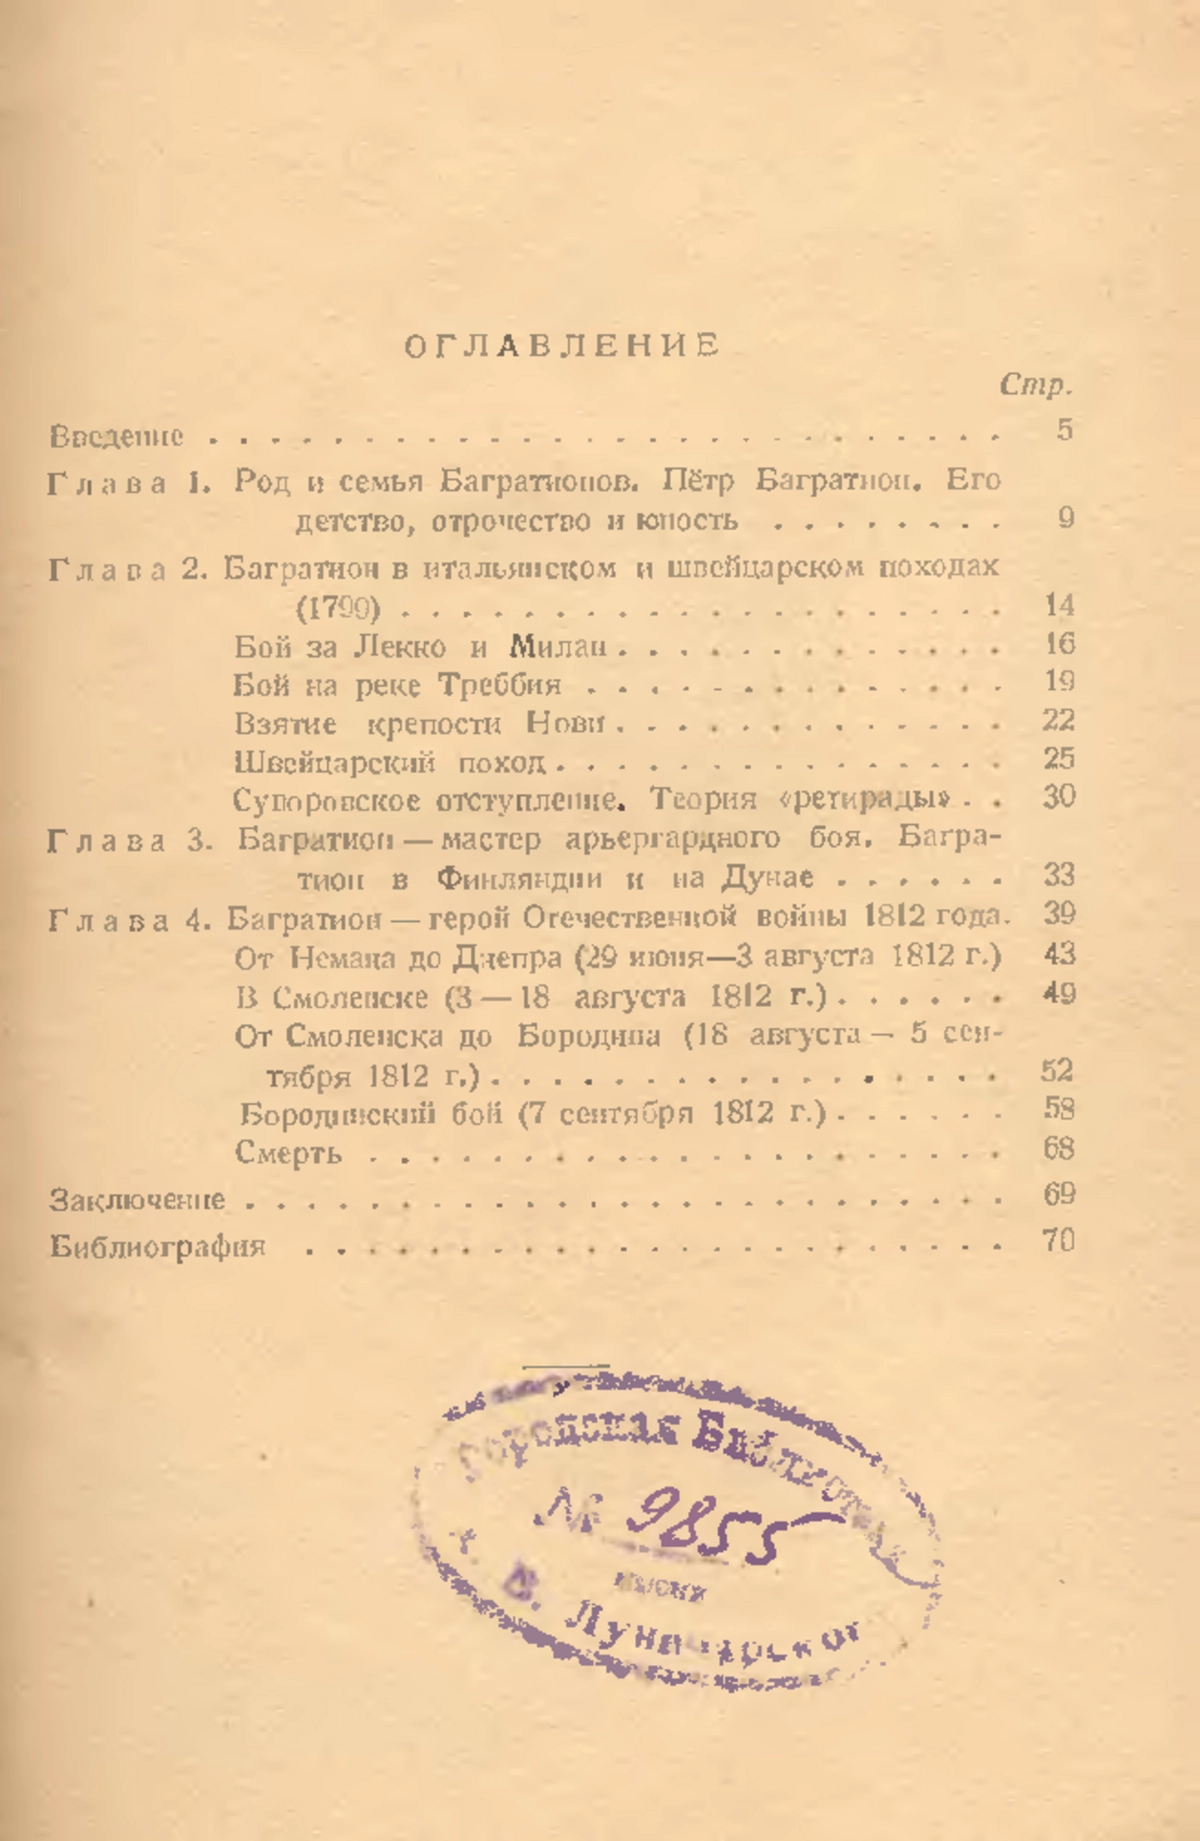 ОГЛАВЛЕНИЕ
Стр.
Введение . . . . . . . . . . . . . . . . . . . . . . . . . . 5
Глава 1. Род и семья Багратионов. Пётр Багратион. Его
детство, отрочество и юность . . . . . . . . 9
Глава 2. Багратион в итальянском и швейцарском походах
(1799) . . . . . . . . . . . . . . . . . . . . 14
Бой за Лекко и Милан . . . . . . . . . . . . . 16
Бой на реке Треббия . . . . . . . . . . . . . . 19
Взятие крепости Нови . . . . . . . . . . . . . 22
Швейцарский поход . . . . . . . . . . . . . . . 25
Суворовское отступление. Теория «ретирады» . . 30
Глава 3. Багратион — мастер арьергардного боя. Багра-
тион в Финляндии и на Дунае . . . . . . 33
Глава 4. Багратион — герой Отечественной войны 1812 года. 39
От Немана до Днепра (29 июня—3 августа 1812 г.) 43
В Смоленске (3 — 18 августа 1812 г.) . . . . . . 49
От Смоленска до Бородина (18 августа — 5 сен-
тября 1812 г.) . . . . . . . . . . . . . . . . . 52
Бородинский бой (7 сентября 1812 г.) . . . . . . 58
Смерть . . . . . . . . . . . . . . . . . . . . . 68
Заключение . . . . . . . . . . . . . . . . . . . . . . . . . 69
Библиография . . . . . . . . . . . . . . . . . . . . . . . 70
Городская Библиотека
№ 9855
имени
А. В. Луначарског